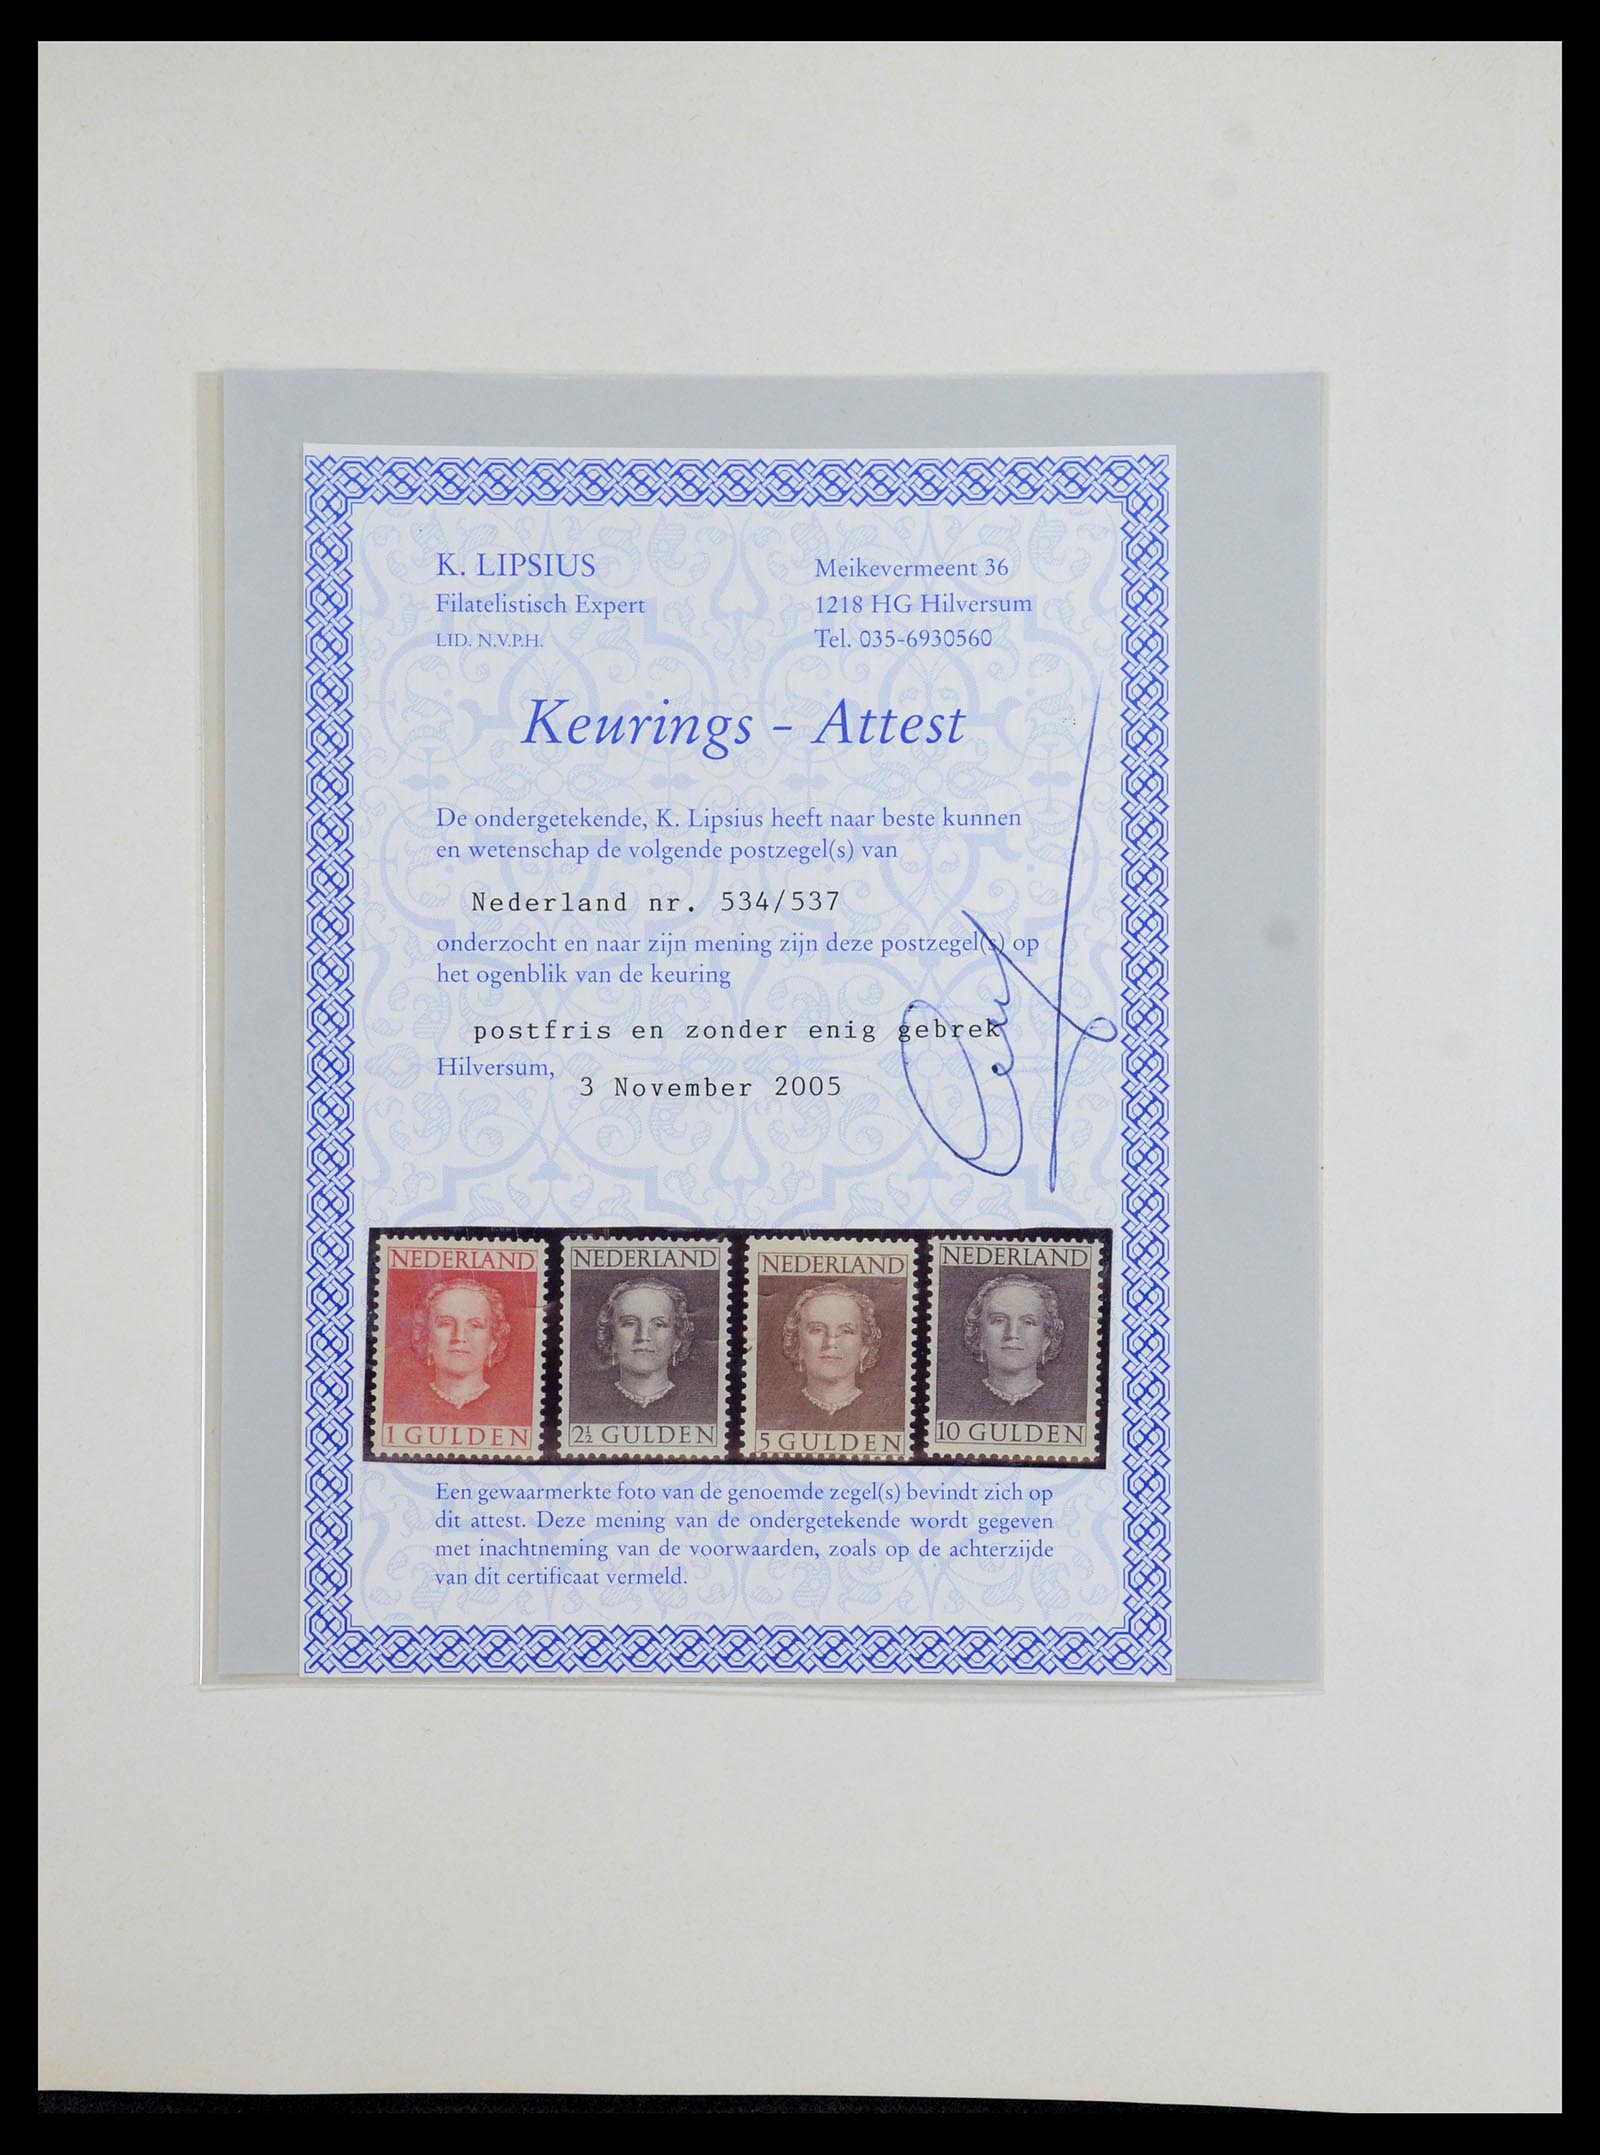 K. LIPSIUS
Filatelistisch Expert
LID. N.V.P.H.
Meikevermeent 36
1218 HG Hilversum
Tel. 035-6930560
Keurings - Attest
De ondergetekende, K. Lipsius heeft naar beste kunnen
en wetenschap de volgende postzegel(s) van
Nederland nr. 534/537
onderzocht en naar zijn mening zijn deze postzegel(s) op
het ogenblik van de keuring
postfris en zonder enig gebrek
Hilversum,
3 November 2005
NEDERLAND
1 GULDEN
NEDERLAND
2½ GULDEN
NEDERLAND
5 GULDEN
NEDERLAND
10 GULDEN
Een gewaarmerkte foto van de genoemde zegel(s) bevindt zich op
dit attest. Deze mening van de ondergetekende wordt gegeven
met inachtneming van de voorwaarden, zoals op de achterzijde
van dit certificaat vermeld.